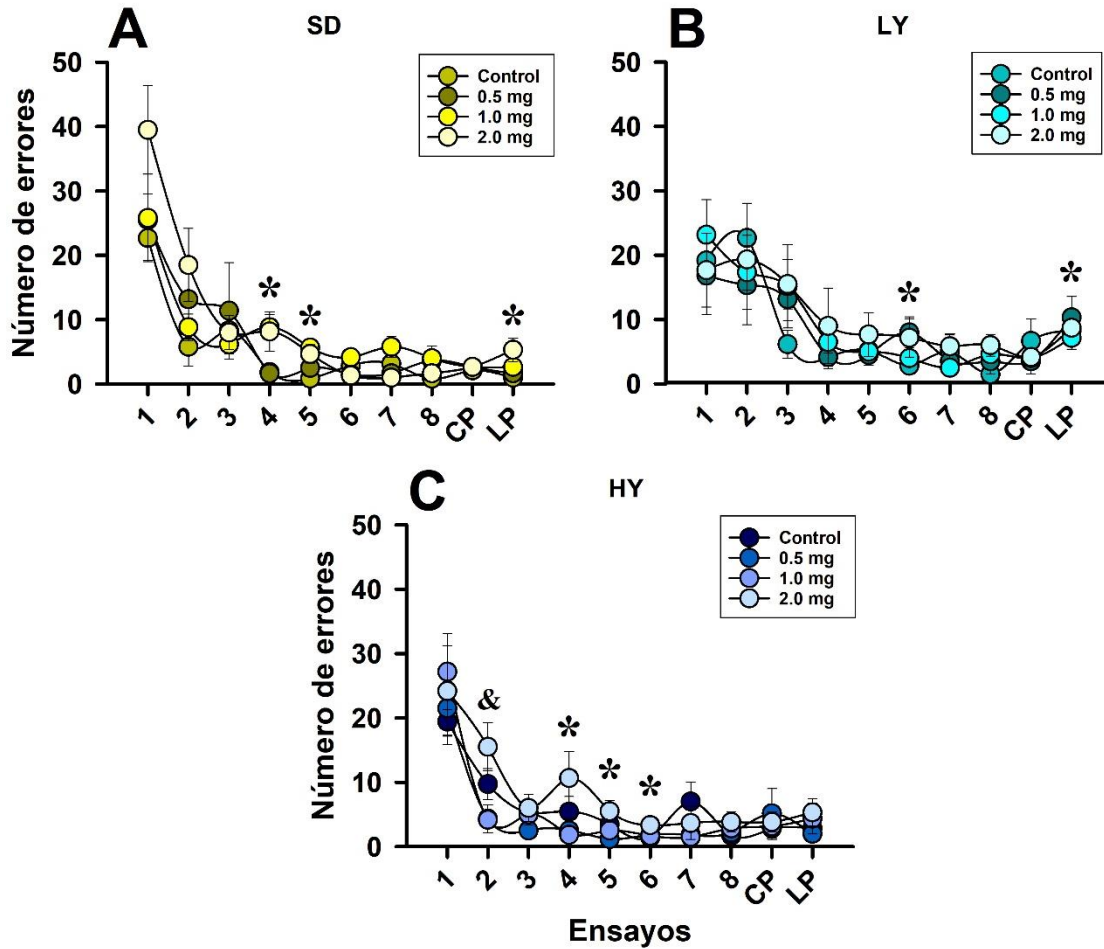 A
SD
Número de errores
50
40
30
20
10
0
Control
0.5 mg
1.0 mg
2.0 mg
*
*
*
1 2 3 4 5 6 7 8 CP LP
B
LY
50
40
30
20
10
0
Control
0.5 mg
1.0 mg
2.0 mg
*
*
1 2 3 4 5 6 7 8 CP LP
C
HY
Número de errores
50
40
30
20
10
0
Control
0.5 mg
1.0 mg
2.0 mg
&
*
*
*
1 2 3 4 5 6 7 8 CP LP
Ensayos